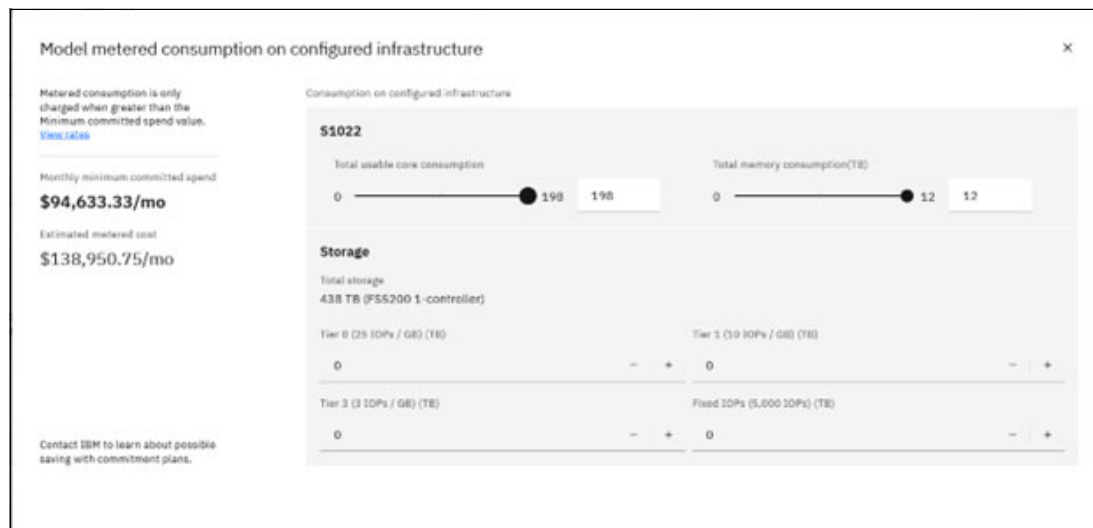 Model metered consumption on configured infrastructure
×
Metered consumption is only
charged when greater than the
Minimum committed spend value.
View rates
Monthly minimum committed spend
$94,633.33/mo
Estimated metered cost
$138,950.75/mo
Contact IBM to learn about possible
saving with commitment plans.
Consumption on configured infrastructure
S1022
Total usable core consumption
0 198 198
Total memory consumption(TB)
0 12 12
Storage
Total storage
438 TB (FS5200 1-controller)
Tier 0 (25 IOPs / GB) (TB)
0 − +
Tier 1 (10 IOPs / GB) (TB)
0 − +
Tier 3 (3 IOPs / GB) (TB)
0 − +
Fixed IOPs (5,000 IOPs) (TB)
0 − +